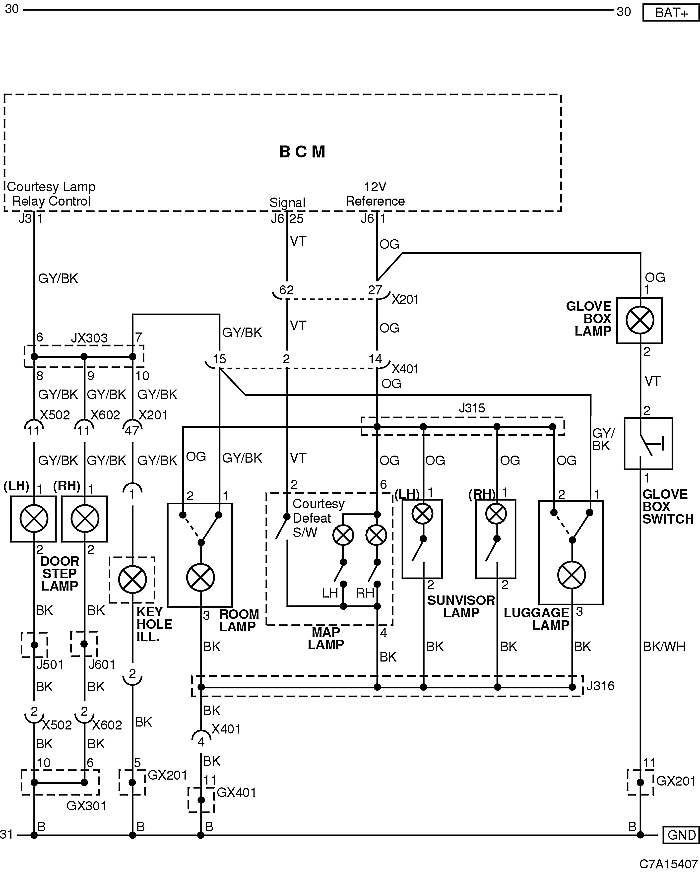 30 30 BAT+
BCM
Courtesy Lamp
Relay Control
Signal
12V
Reference
J3 1 J6 25 J6 1
VT
OG
OG
GY/BK
62 27 X201
1
GLOVE
BOX
LAMP
2
VT OG
GY/BK
6 JX303 7
15 2 14 X401
OG
VT
8 9 10
GY/BK GY/BK GY/BK
X502 X602 X201
11 11 47
J315
2
GY/
BK
GY/BK GY/BK GY/BK
OG GY/BK VT OG OG OG OG
1
GLOVE
BOX
SWITCH
(LH) 1 (RH) 1 1
2 1 2 6 (LH) 1 (RH) 1 2 1
Courtesy
Defeat
S/W
2 2
DOOR
STEP
LAMP
LH RH
2 2
SUNVISOR
LAMP
KEY
HOLE
ILL.
3
ROOM
LAMP
MAP
LAMP
4
LUGGAGE
LAMP
3
BK BK
BK BK BK BK BK BK/WH
J501 J601
2
BK BK
J316
2 X502 2 X602
BK
BK BK BK
X401
4
BK
10 6 5 11 11
GX301 GX201 GX401 GX201
31 B B B B GND
C7A15407